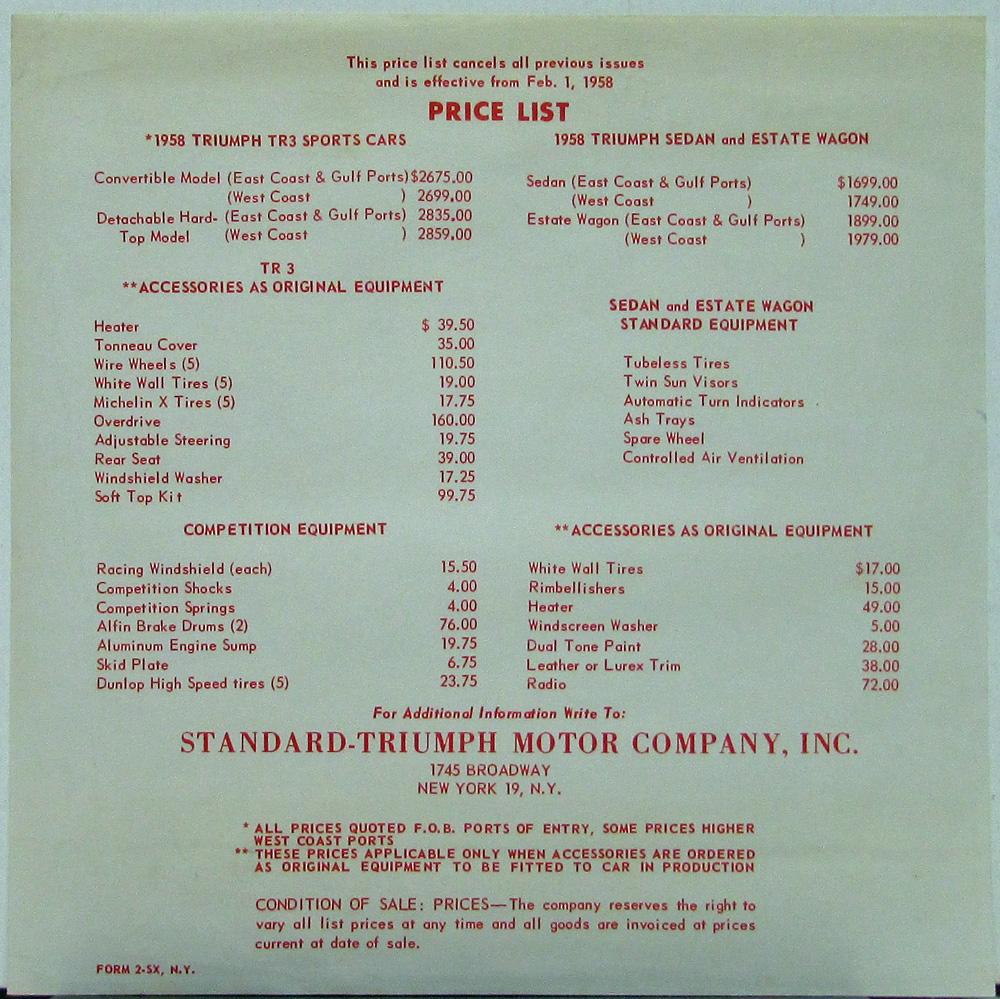 This price list cancels all previous issues
and is effective from Feb. 1, 1958
PRICE LIST
*1958 TRIUMPH TR3 SPORTS CARS
Convertible Model (East Coast & Gulf Ports) $2675.00
(West Coast ) 2699.00
Detachable Hard- (East Coast & Gulf Ports) 2835.00
Top Model (West Coast ) 2859.00
TR 3
**ACCESSORIES AS ORIGINAL EQUIPMENT
Heater $ 39.50
Tonneau Cover 35.00
Wire Wheels (5) 110.50
White Wall Tires (5) 19.00
Michelin X Tires (5) 17.75
Overdrive 160.00
Adjustable Steering 19.75
Rear Seat 39.00
Windshield Washer 17.25
Soft Top Kit 99.75
COMPETITION EQUIPMENT
Racing Windshield (each) 15.50
Competition Shocks 4.00
Competition Springs 4.00
Alfin Brake Drums (2) 76.00
Aluminum Engine Sump 19.75
Skid Plate 6.75
Dunlop High Speed tires (5) 23.75
1958 TRIUMPH SEDAN and ESTATE WAGON
Sedan (East Coast & Gulf Ports) $1699.00
(West Coast ) 1749.00
Estate Wagon (East Coast & Gulf Ports) 1899.00
(West Coast ) 1979.00
SEDAN and ESTATE WAGON
STANDARD EQUIPMENT
Tubeless Tires
Twin Sun Visors
Automatic Turn Indicators
Ash Trays
Spare Wheel
Controlled Air Ventilation
**ACCESSORIES AS ORIGINAL EQUIPMENT
White Wall Tires $17.00
Rimbellishers 15.00
Heater 49.00
Windscreen Washer 5.00
Dual Tone Paint 28.00
Leather or Lurex Trim 38.00
Radio 72.00
For Additional Information Write To:
STANDARD-TRIUMPH MOTOR COMPANY, INC.
1745 BROADWAY
NEW YORK 19, N.Y.
* ALL PRICES QUOTED F.O.B. PORTS OF ENTRY, SOME PRICES HIGHER
WEST COAST PORTS
** THESE PRICES APPLICABLE ONLY WHEN ACCESSORIES ARE ORDERED
AS ORIGINAL EQUIPMENT TO BE FITTED TO CAR IN PRODUCTION
CONDITION OF SALE: PRICES—The company reserves the right to
vary all list prices at any time and all goods are invoiced at prices
current at date of sale.
FORM 2-SX, N.Y.